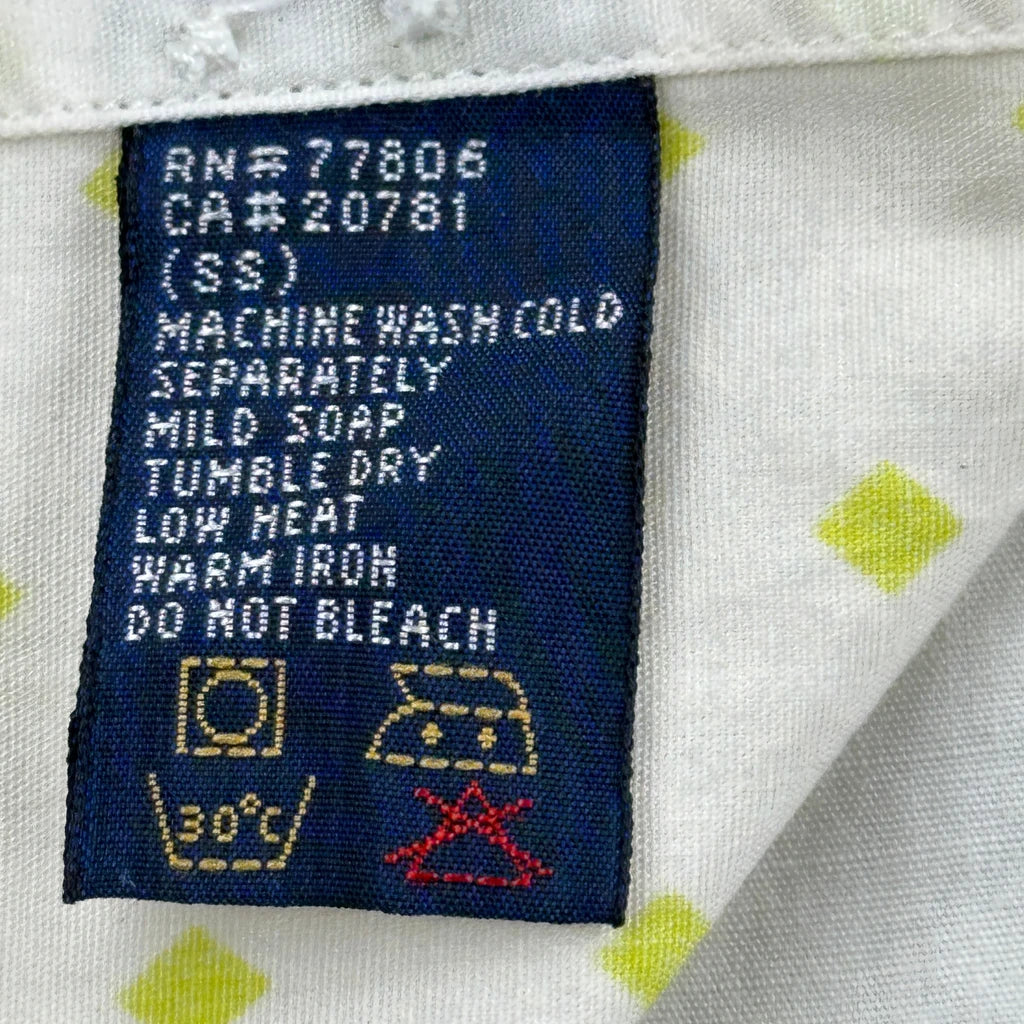 RN# 77806
CA# 20781
(SS)
MACHINE WASH COLD
SEPARATELY
MILD SOAP
TUMBLE DRY
LOW HEAT
WARM IRON
DO NOT BLEACH
30°C